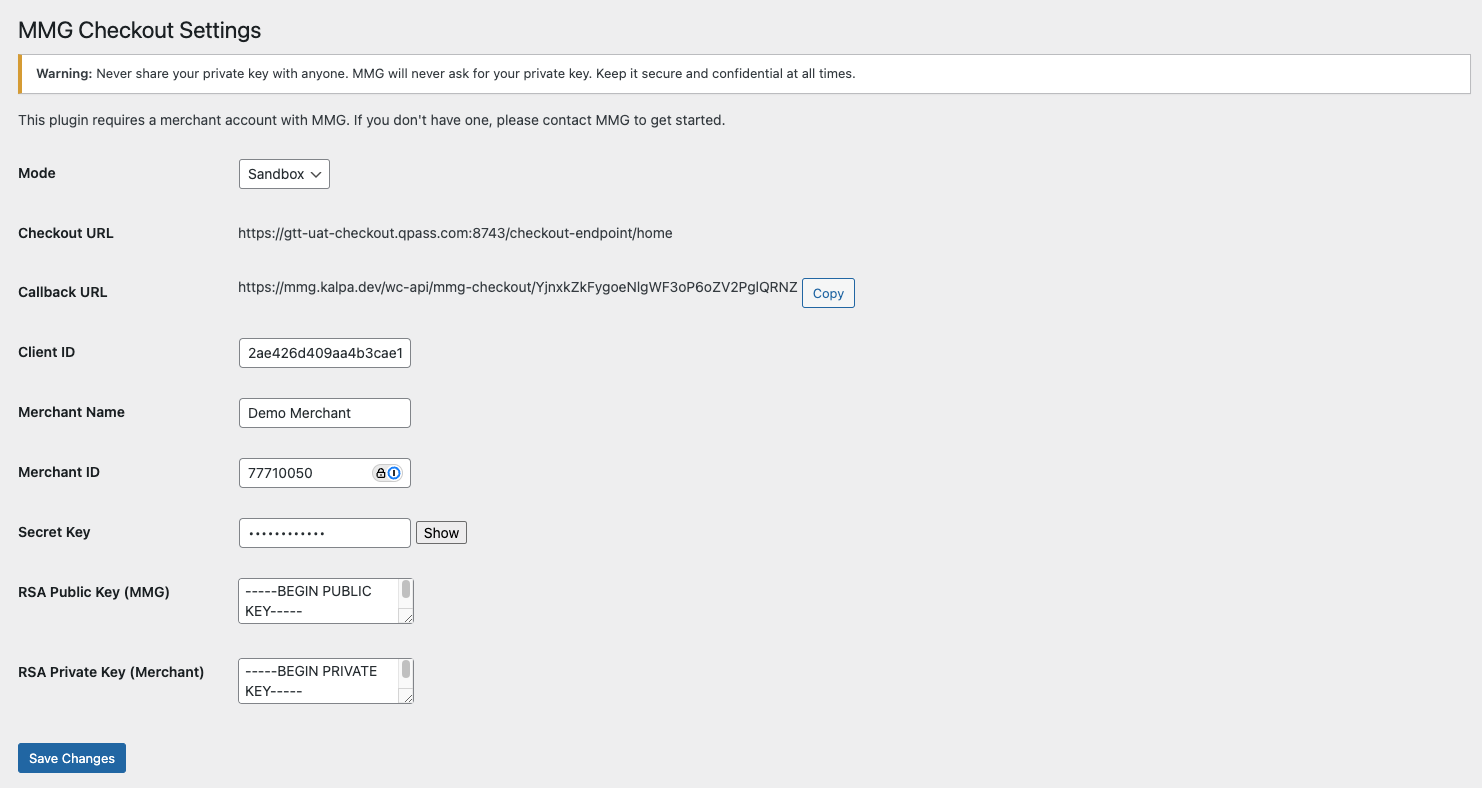 MMG Checkout Settings
Warning: Never share your private key with anyone. MMG will never ask for your private key. Keep it secure and confidential at all times.
This plugin requires a merchant account with MMG. If you don't have one, please contact MMG to get started.
Mode
Sandbox
Checkout URL
https://gtt-uat-checkout.qpass.com:8743/checkout-endpoint/home
Callback URL
https://mmg.kalpa.dev/wc-api/mmg-checkout/YjnxkZkFygoeNlgWF3oP6oZV2PglQRNZ
Copy
Client ID
2ae426d409aa4b3cae1
Merchant Name
Demo Merchant
Merchant ID
77710050
Secret Key
••••••••••••
Show
RSA Public Key (MMG)
-----BEGIN PUBLIC
KEY-----
RSA Private Key (Merchant)
-----BEGIN PRIVATE
KEY-----
Save Changes